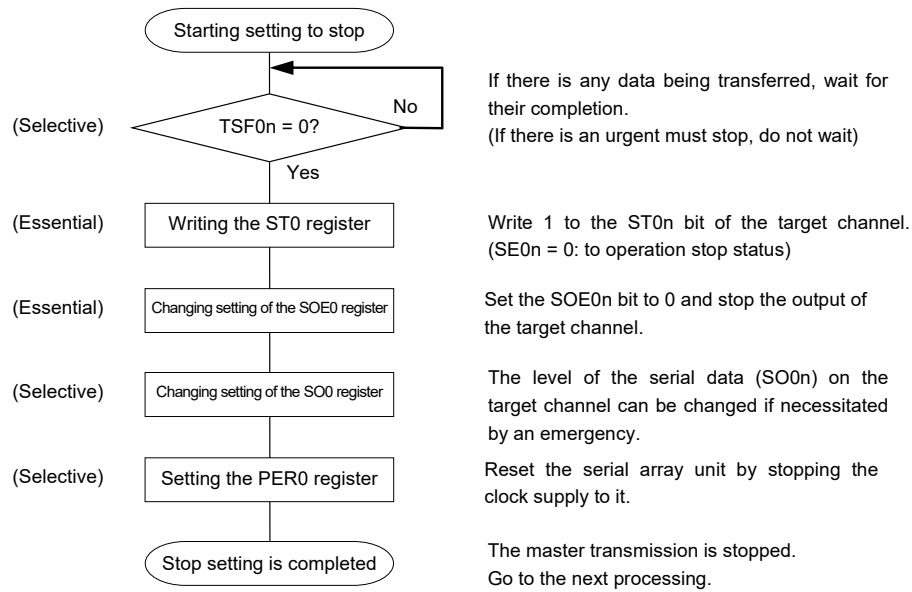 Starting setting to stop
No
If there is any data being transferred, wait for
their completion.
(If there is an urgent must stop, do not wait)
(Selective)
TSF0n = 0?
Yes
(Essential)
Writing the ST0 register
Write 1 to the ST0n bit of the target channel.
(SE0n = 0: to operation stop status)
(Essential)
Changing setting of the SOE0 register
Set the SOE0n bit to 0 and stop the output of
the target channel.
(Selective)
Changing setting of the SO0 register
The level of the serial data (SO0n) on the
target channel can be changed if necessitated
by an emergency.
(Selective)
Setting the PER0 register
Reset the serial array unit by stopping the
clock supply to it.
Stop setting is completed
The master transmission is stopped.
Go to the next processing.